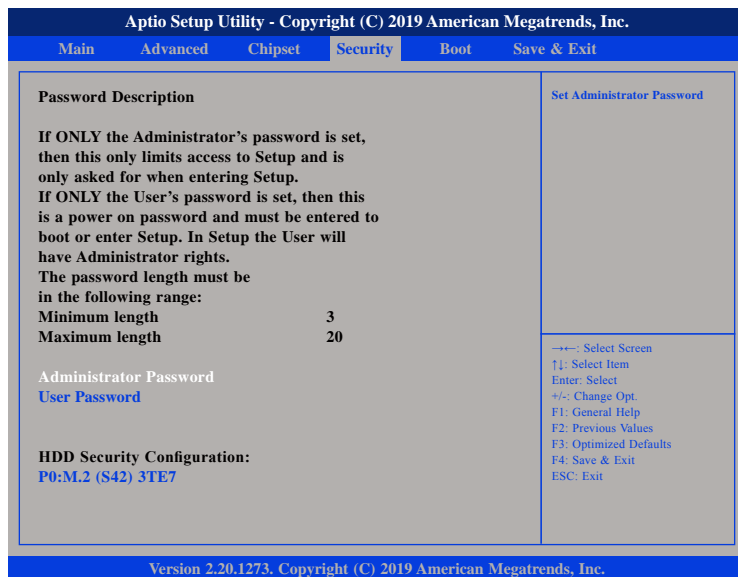 Aptio Setup Utility - Copyright (C) 2019 American Megatrends, Inc.
Main Advanced Chipset Security Boot Save & Exit
Password Description
If ONLY the Administrator's password is set,
then this only limits access to Setup and is
only asked for when entering Setup.
If ONLY the User's password is set, then this
is a power on password and must be entered to
boot or enter Setup. In Setup the User will
have Administrator rights.
The password length must be
in the following range:
Minimum length 3
Maximum length 20
Administrator Password
User Password
HDD Security Configuration:
P0:M.2 (S42) 3TE7
Set Administrator Password
→←: Select Screen
↑↓: Select Item
Enter: Select
+/-: Change Opt.
F1: General Help
F2: Previous Values
F3: Optimized Defaults
F4: Save & Exit
ESC: Exit
Version 2.20.1273. Copyright (C) 2019 American Megatrends, Inc.